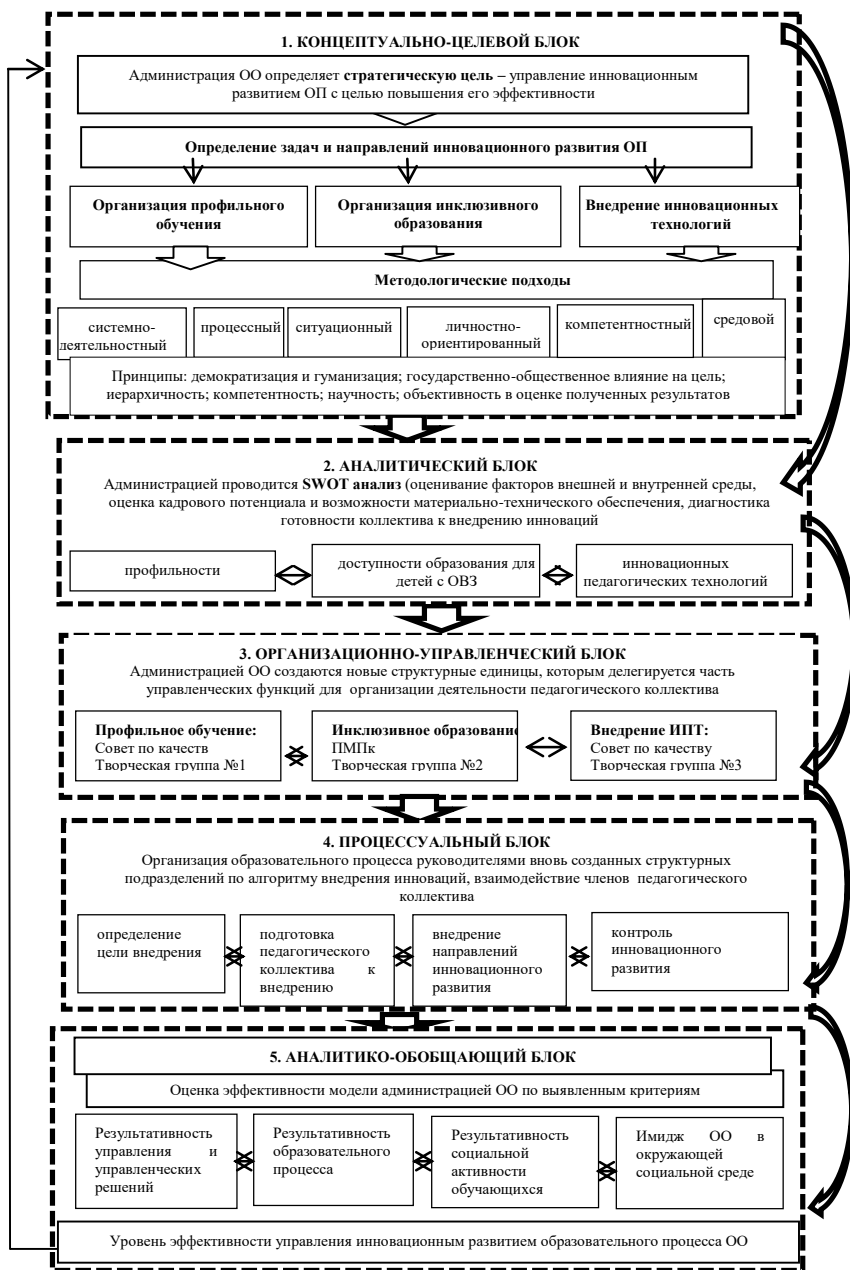 1. КОНЦЕПТУАЛЬНО-ЦЕЛЕВОЙ БЛОК
Администрация ОО определяет стратегическую цель – управление инновационным
развитием ОП с целью повышения его эффективности
Определение задач и направлений инновационного развития ОП
Организация профильного
обучения
Организация инклюзивного
образования
Внедрение инновационных
технологий
Методологические подходы
системно-
деятельностный
процессный
ситуационный
личностно-
ориентированный
компетентностный
средовой
Принципы: демократизация и гуманизация; государственно-общественное влияние на цель;
иерархичность; компетентность; научность; объективность в оценке полученных результатов
2. АНАЛИТИЧЕСКИЙ БЛОК
Администрацией проводится SWOT анализ (оценивание факторов внешней и внутренней среды,
оценка кадрового потенциала и возможности материально-технического обеспечения, диагностика
готовности коллектива к внедрению инноваций
профильности
доступности образования для
детей с ОВЗ
инновационных
педагогических технологий
3. ОРГАНИЗАЦИОННО-УПРАВЛЕНЧЕСКИЙ БЛОК
Администрацией ОО создаются новые структурные единицы, которым делегируется часть
управленческих функций для организации деятельности педагогического коллектива
Профильное обучение:
Совет по качеств
Творческая группа №1
Инклюзивное образование
ПМПк
Творческая группа №2
Внедрение ИПТ:
Совет по качеству
Творческая группа №3
4. ПРОЦЕССУАЛЬНЫЙ БЛОК
Организация образовательного процесса руководителями вновь созданных структурных
подразделений по алгоритму внедрения инноваций, взаимодействие членов педагогического
коллектива
определение
цели внедрения
подготовка
педагогического
коллектива к
внедрению
внедрение
направлений
инновационного
развития
контроль
инновационного
развития
5. АНАЛИТИКО-ОБОБЩАЮЩИЙ БЛОК
Оценка эффективности модели администрацией ОО по выявленным критериям
Результативность
управления и
управленческих
решений
Результативность
образовательного
процесса
Результативность
социальной
активности
обучающихся
Имидж ОО в
окружающей
социальной среде
Уровень эффективности управления инновационным развитием образовательного процесса ОО